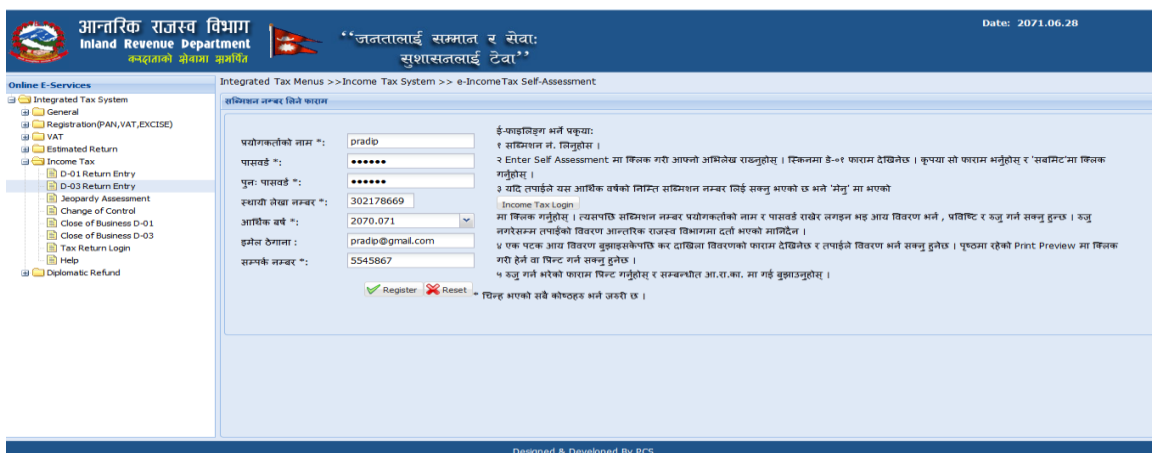 आन्तरिक राजस्व विभाग
Inland Revenue Department
करदाताको सेवामा समर्पित
“जनतालाई सम्मान र सेवाः
सुशासनलाई टेवा”
Date: 2071.06.28
Online E-Services
Integrated Tax System
General
Registration(PAN,VAT,EXCISE)
VAT
Estimated Return
Income Tax
D-01 Return Entry
D-03 Return Entry
Jeopardy Assessment
Change of Control
Close of Business D-01
Close of Business D-03
Tax Return Login
Help
Diplomatic Refund
Integrated Tax Menus >>Income Tax System >> e-IncomeTax Self-Assessment
सब्मिशन नम्बर लिने फाराम
प्रयोगकर्ताको नाम *: pradip
पासवर्ड *: ••••••
पुनः पासवर्ड *: ••••••
स्थायी लेखा नम्बर *: 302178669
आर्थिक बर्ष *: 2070.071
इमेल ठेगाना : pradip@gmail.com
सम्पर्क नम्बर *: 5545867
Register Reset
ई-फाइलिङ्ग भर्ने प्रकृया:
१ सब्मिशन नं. लिनुहोस ।
२ Enter Self Assessment मा क्लिक गरी आफ्नो अभिलेख राख्नुहोस् । स्किनमा डे-०१ फाराम देखिनेछ । कृपया सो फाराम भर्नुहोस् र 'सबमिट'मा क्लिक
गर्नुहोस् ।
३ यदि तपाईले यस आर्थिक वर्षको निम्ति सब्मिशन नम्बर लिई सक्नु भएको छ भने 'मेनु' मा भएको
Income Tax Login
मा क्लिक गर्नुहोस् । त्यसपछि सब्मिशन नम्बर प्रयोगकर्ताको नाम र पासवर्ड राखेर लगइन भइ आय विवरण भर्न , प्रविष्टि र रुजु गर्न सक्नु हुन्छ । रुजु
नगरेसम्म तपाईको विवरण आन्तरिक राजस्व विभागमा दर्ता भएको मानिदैन ।
४ एक पटक आय विवरण बुझाइसकेपछि कर दाखिला विवरणको फाराम देखिनेछ र तपाईले विवरण भर्न सक्नु हुनेछ । पृष्ठमा रहेको Print Preview मा क्लिक
गरी हेर्न वा प्रिन्ट गर्न सक्नु हुनेछ ।
५ रुजु गर्न भरेको फाराम प्रिन्ट गर्नुहोस् र सम्बन्धीत आ.रा.का. मा गई बुझाउनुहोस् ।
* चिन्ह भएको सबै कोष्ठहरु भर्न जरुरी छ ।
Designed & Developed By PCS